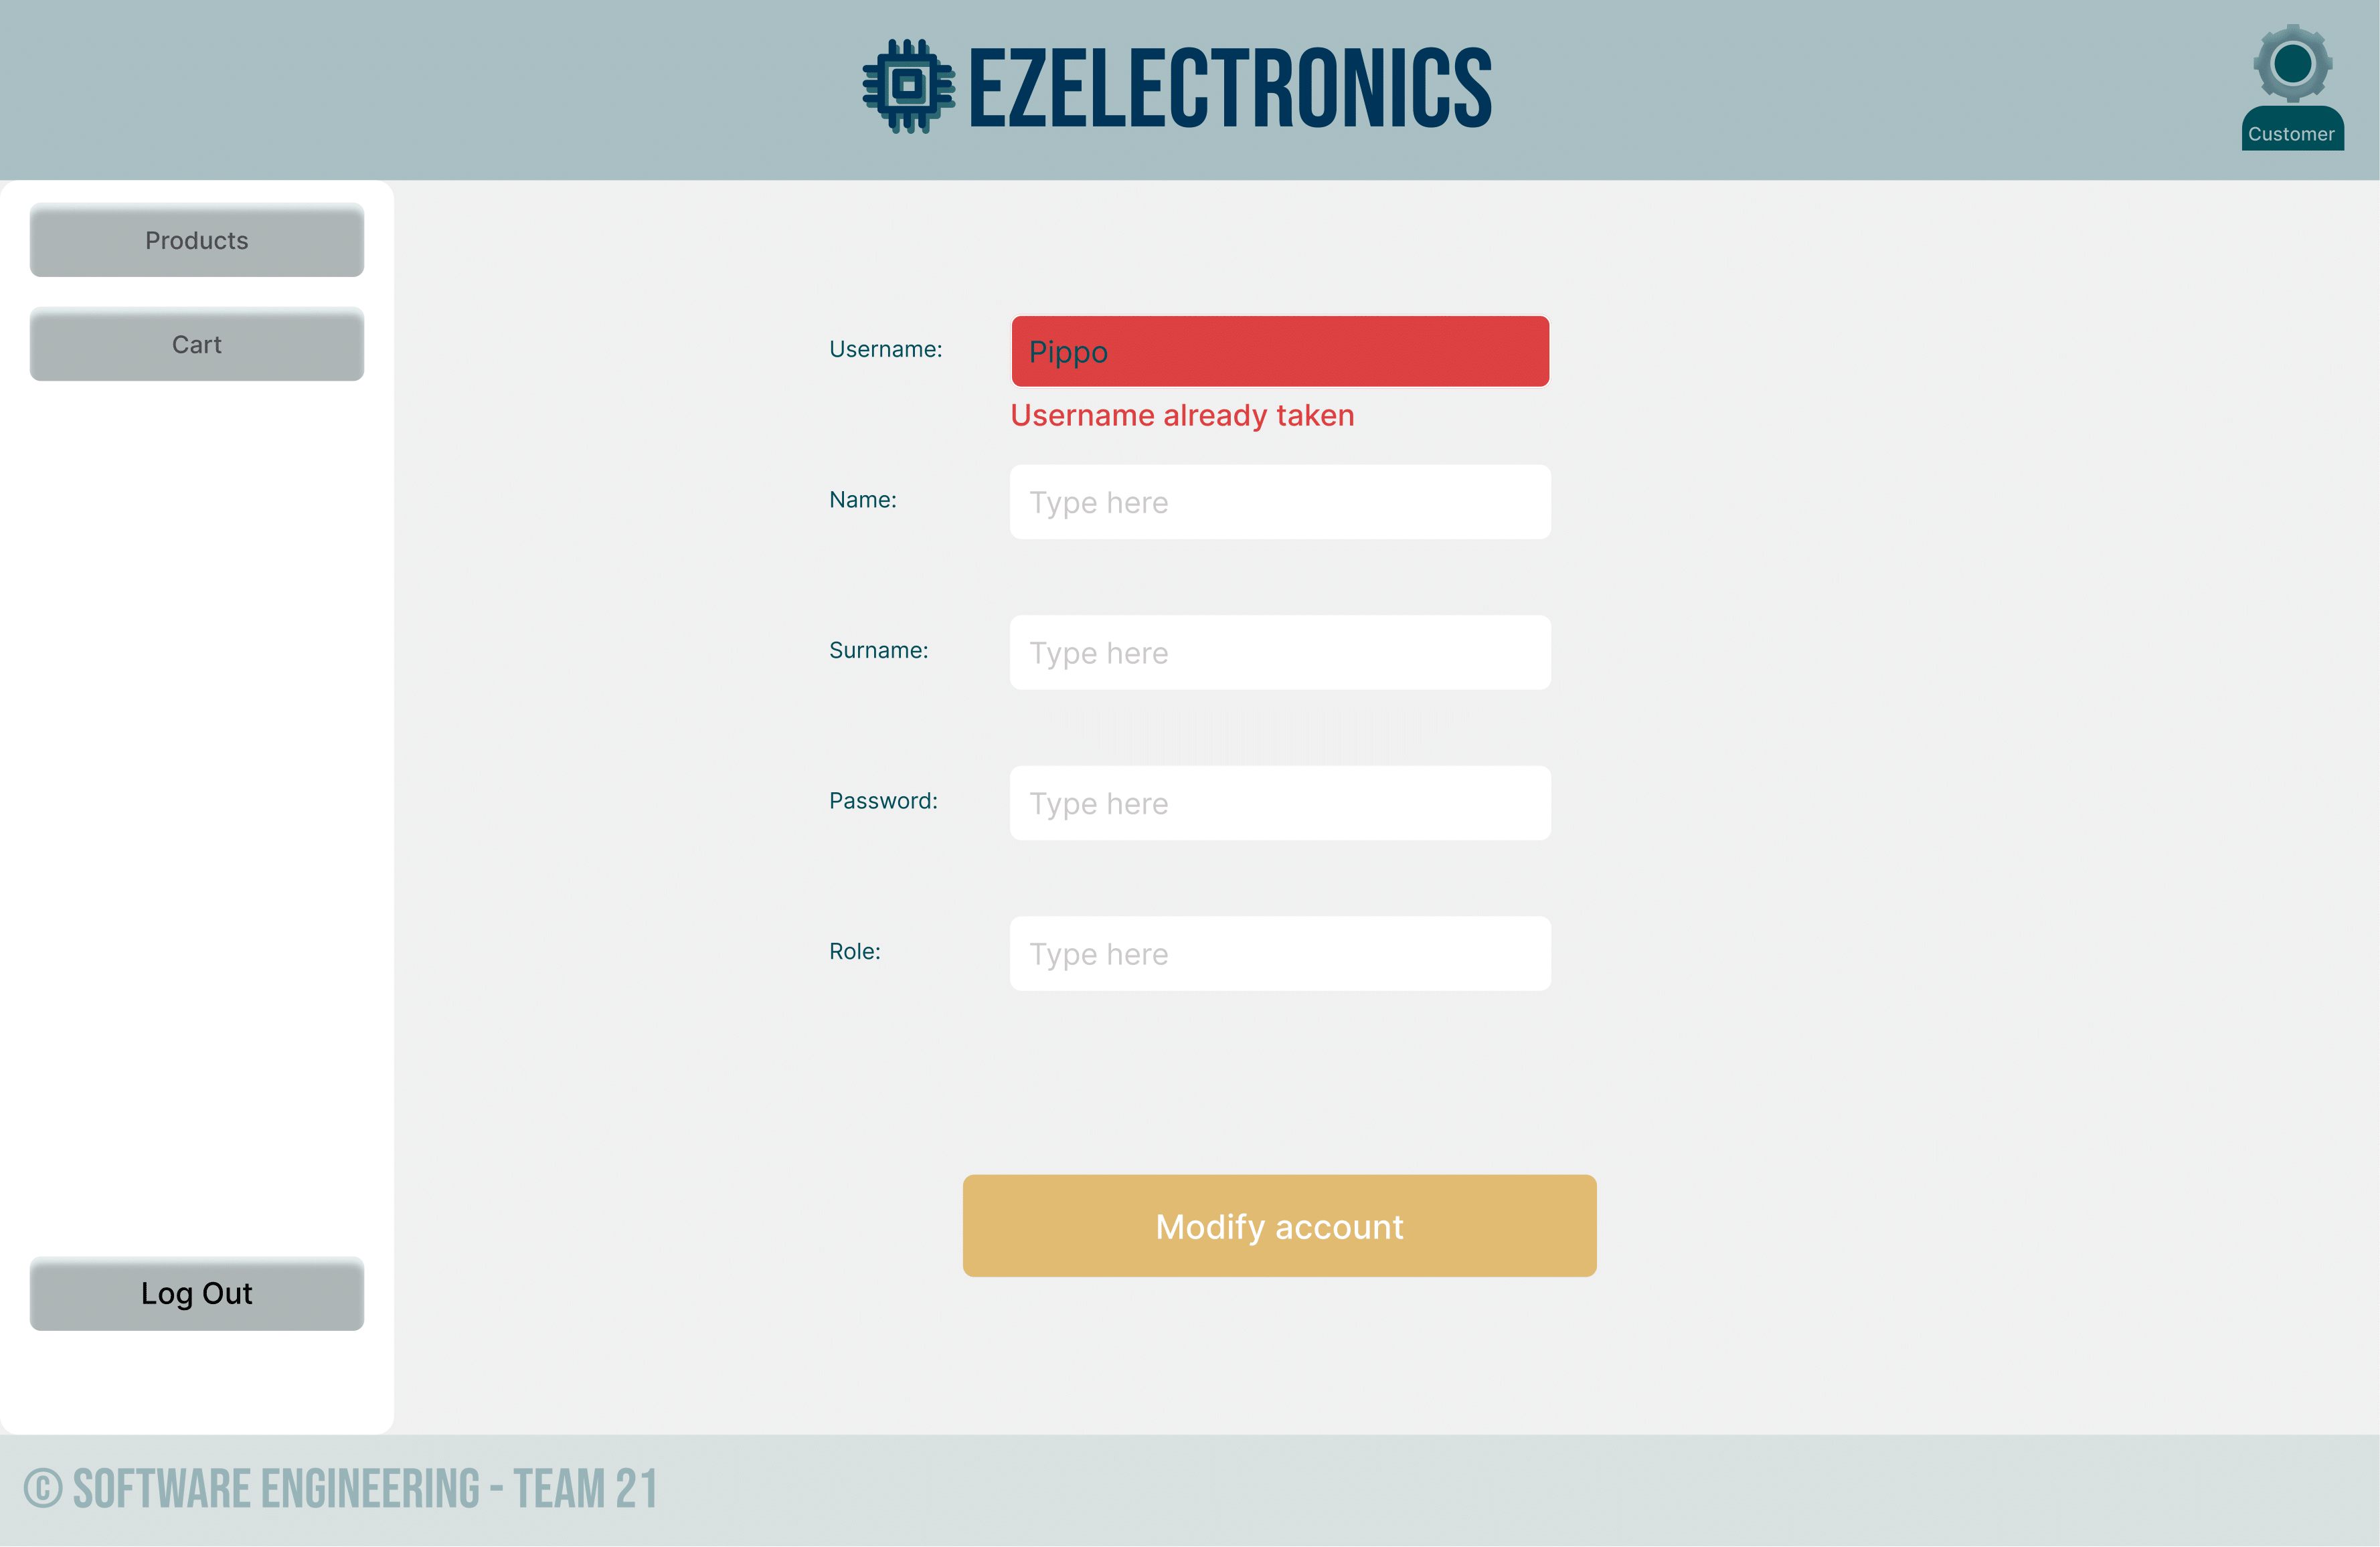 EZELECTRONICS
Customer
Products
Cart
Username:
Pippo
Username already taken
Name:
Type here
Surname:
Type here
Password:
Type here
Role:
Type here
Modify account
Log Out
© SOFTWARE ENGINEERING - TEAM 21